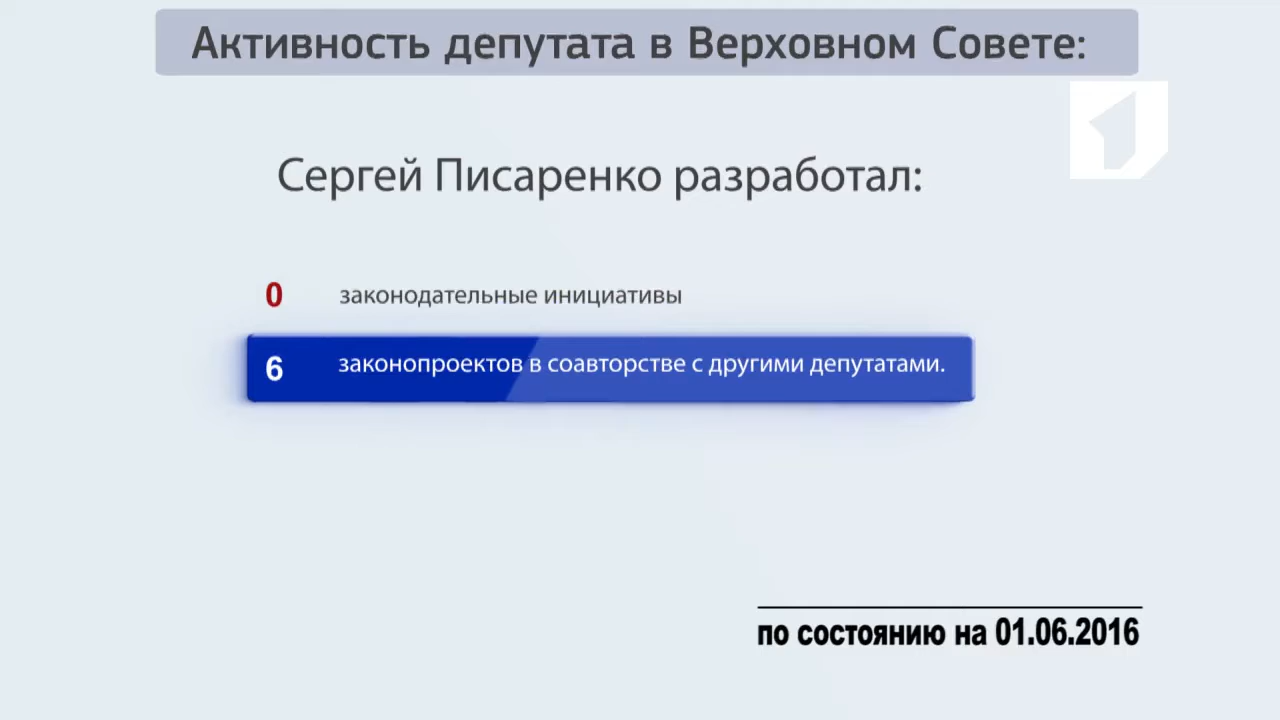 Активность депутата в Верховном Совете:
Сергей Писаренко разработал:
0 законодательные инициативы
6 законопроектов в соавторстве с другими депутатами.
по состоянию на 01.06.2016